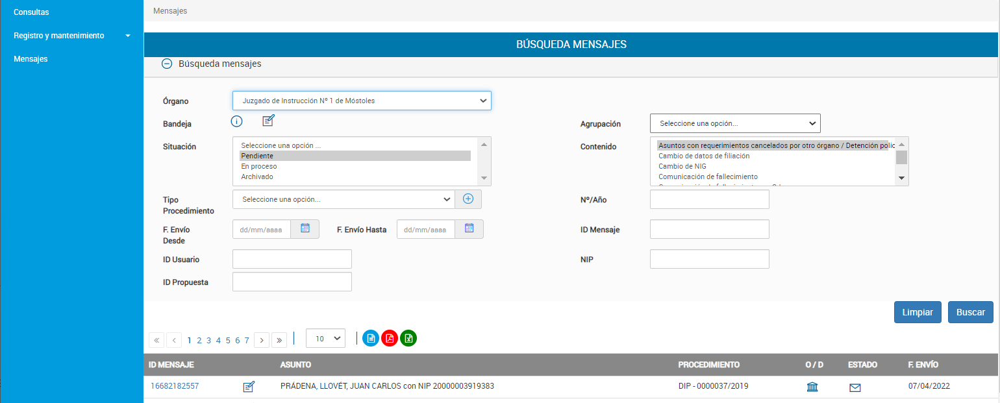 Consultas
Registro y mantenimiento
Mensajes
Mensajes
BÚSQUEDA MENSAJES
Búsqueda mensajes
Órgano
Juzgado de Instrucción Nº 1 de Móstoles
Bandeja
Agrupación
Seleccione una opción...
Situación
Seleccione una opción ...
Pendiente
En proceso
Archivado
Contenido
Asuntos con requerimientos cancelados por otro órgano / Detención polic
Cambio de datos de filiación
Cambio de NIG
Comunicación de fallecimiento
Tipo
Procedimiento
Seleccione una opción...
Nº/Año
F. Envío
Desde
dd/mm/aaaa
F. Envío Hasta
dd/mm/aaaa
ID Mensaje
ID Usuario
NIP
ID Propuesta
Limpiar Buscar
« ‹ 1 2 3 4 5 6 7 › » 10
ID MENSAJE ASUNTO PROCEDIMIENTO O / D ESTADO F. ENVÍO
16682182557 PRÁDENA, LLOVÉT, JUAN CARLOS con NIP 20000003919383 DIP - 0000037/2019 07/04/2022